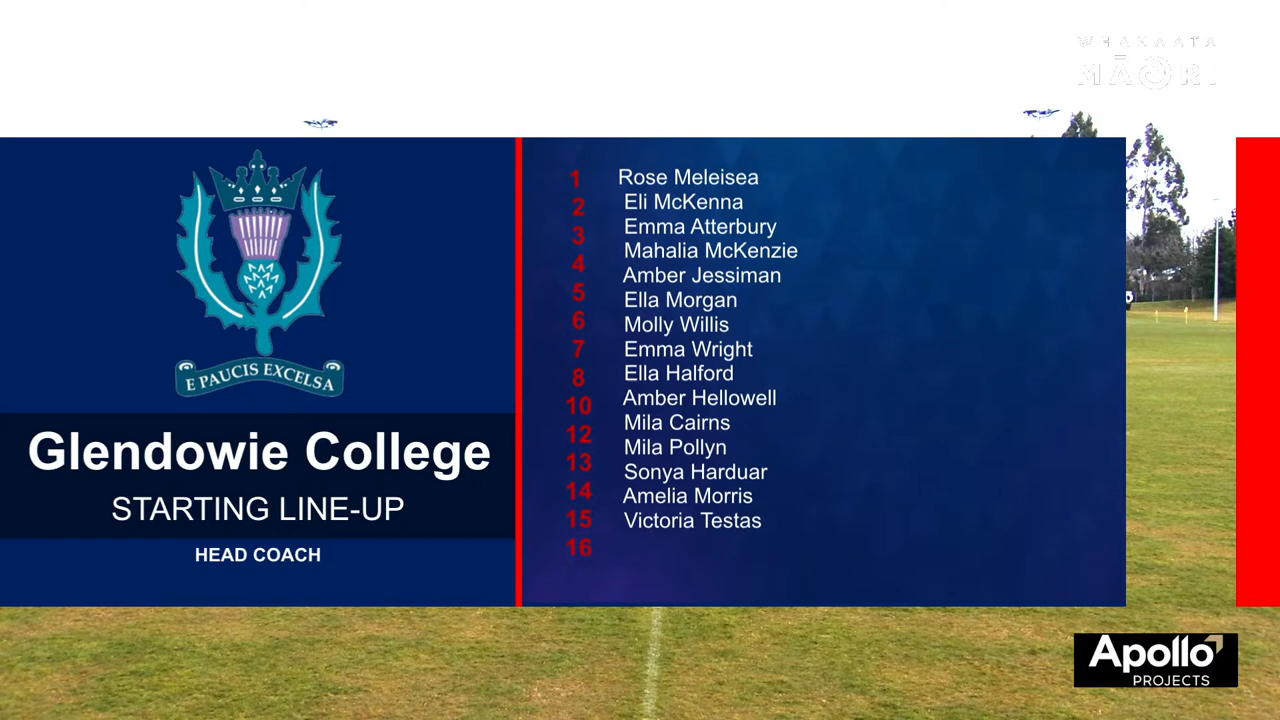 WHAKAATA
MĀORI
E PAUCIS EXCELSA
Glendowie College
STARTING LINE-UP
HEAD COACH
1 Rose Meleisea
2 Eli McKenna
3 Emma Atterbury
4 Mahalia McKenzie
5 Amber Jessiman
6 Ella Morgan
7 Molly Willis
8 Emma Wright
10 Ella Halford
12 Amber Hellowell
13 Mila Cairns
14 Mila Pollyn
15 Sonya Harduar
16 Amelia Morris
Victoria Testas
Apollo
PROJECTS